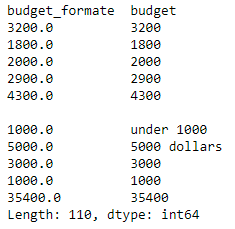 budget_formate budget
3200.0 3200
1800.0 1800
2000.0 2000
2900.0 2900
4300.0 4300
1000.0 under 1000
5000.0 5000 dollars
3000.0 3000
1000.0 1000
35400.0 35400
Length: 110, dtype: int64